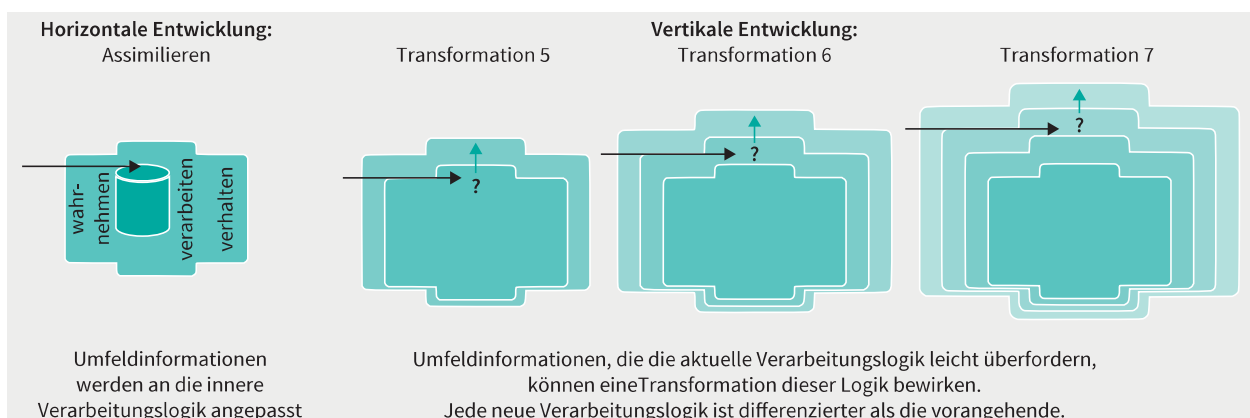 Horizontale Entwicklung:
Assimilieren
Vertikale Entwicklung:
Transformation 5
Transformation 6
Transformation 7
wahr-
nehmen
verarbeiten
verhalten
?
?
?
Umfeldinformationen
werden an die innere
Verarbeitungslogik angepasst
Umfeldinformationen, die die aktuelle Verarbeitungslogik leicht überfordern,
können eineTransformation dieser Logik bewirken.
Jede neue Verarbeitungslogik ist differenzierter als die vorangehende.